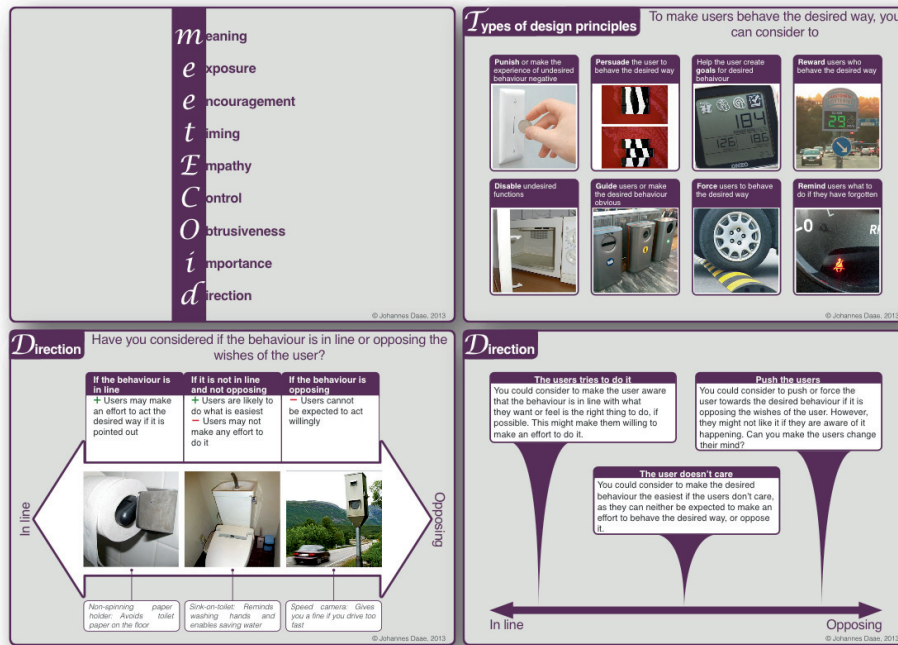 meaning
exposure
encouragement
timing
Empathy
Control
Obtrusiveness
importance
direction
© Johannes Daae, 2013
Types of design principles
To make users behave the desired way, you
can consider to
Punish or make the
experience of undesired
behaviour negative
Persuade the user to
behave the desired way
Help the user create
goals for desired
behaivour
Reward users who
behave the desired way
184
126
186
ONZO
29
Disable undesired
functions
Guide users or make
the desired behaviour
obvious
Force users to behave
the desired way
Remind users what to
do if they have forgotten
© Johannes Daae, 2013
Direction
Have you considered if the behaviour is in line or opposing the
wishes of the user?
If the behaviour is
in line
+ Users may make
an effort to act the
desired way if it is
pointed out
If it is not in line
and not opposing
+ Users are likely to
do what is easiest
− Users may not
make any effort to
do it
If the behaviour is
opposing
− Users cannot
be expected to act
willingly
In line
Opposing
Non-spinning paper
holder: Avoids toilet
paper on the floor
Sink-on-toilet: Reminds
washing hands and
enables saving water
Speed camera: Gives
you a fine if you drive too
fast
© Johannes Daae, 2013
Direction
The users tries to do it
You could consider to make the user aware
that the behaviour is in line with what
they want or feel is the right thing to do, if
possible. This might make them willing to
make an effort to do it.
Push the users
You could consider to push or force the
user towards the desired behaviour if it is
opposing the wishes of the user. However,
they might not like it if they are aware of it
happening. Can you make the users change
their mind?
The user doesn't care
You could consider to make the desired
behaviour the easiest if the users don't care,
as they can neither be expected to make an
effort to behave the desired way, or oppose
it.
In line
Opposing
© Johannes Daae, 2013